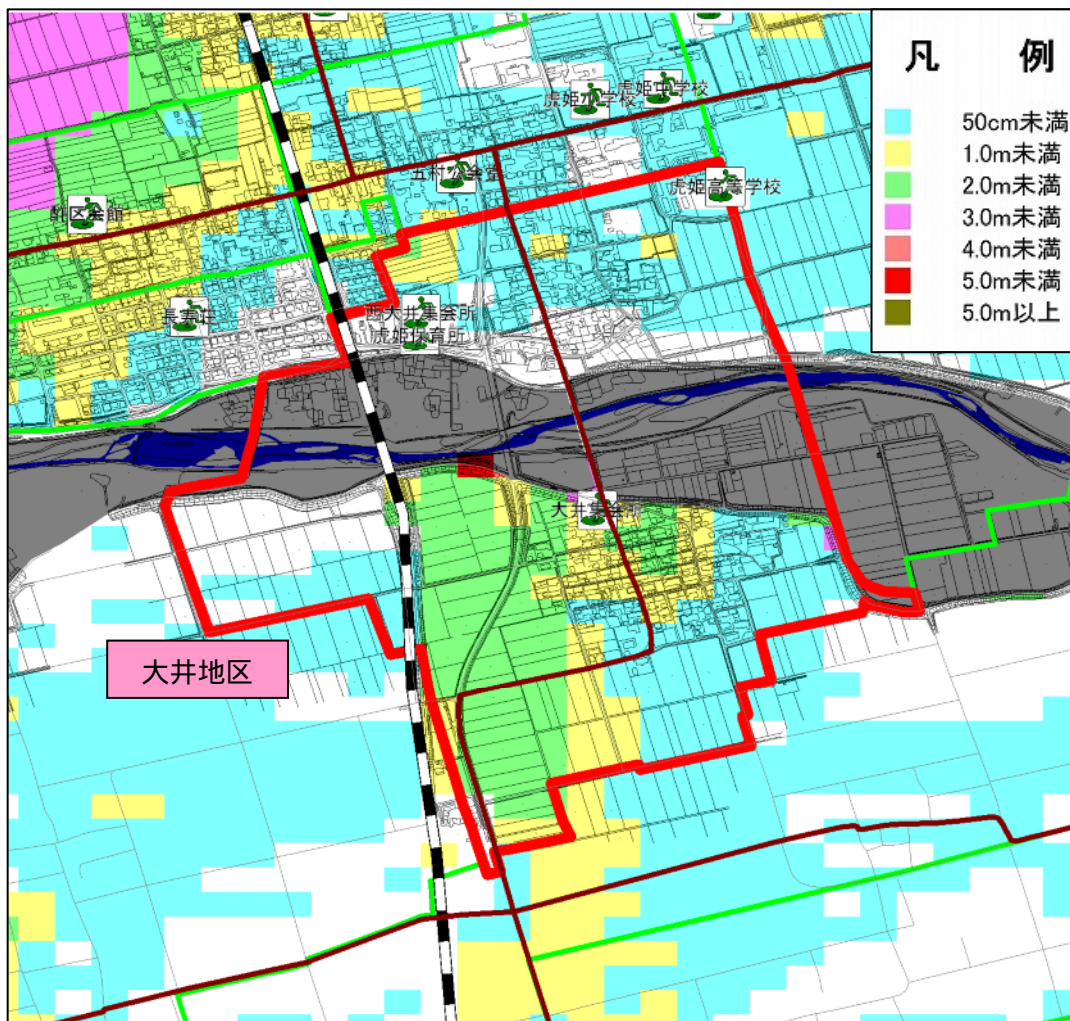 凡 例
50cm未満
1.0m未満
2.0m未満
3.0m未満
4.0m未満
5.0m未満
5.0m以上
虎姫中学校
虎姫小学校
五村公会堂
虎姫高等学校
長寿荘
西大井集会所
虎姫保育所
大井集会所
大井地区